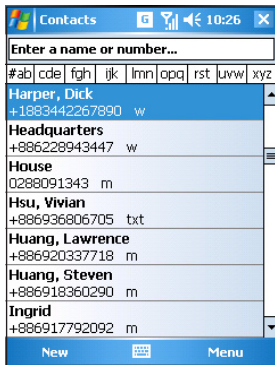 Contacts G 10:26
Enter a name or number...
#ab cde fgh ijk lmn opq rst uvw xyz
Harper, Dick
+1883442267890 w
Headquarters
+886228943447 w
House
0288091343 m
Hsu, Vivian
+886936806705 txt
Huang, Lawrence
+886920337718 m
Huang, Steven
+886918360290 m
Ingrid
+886917792092 m
New Menu